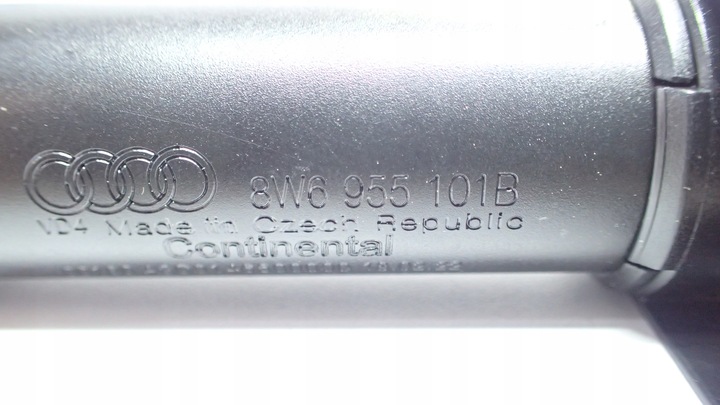 8W6 955 101B
VD4 Made in Czech Republic
Continental